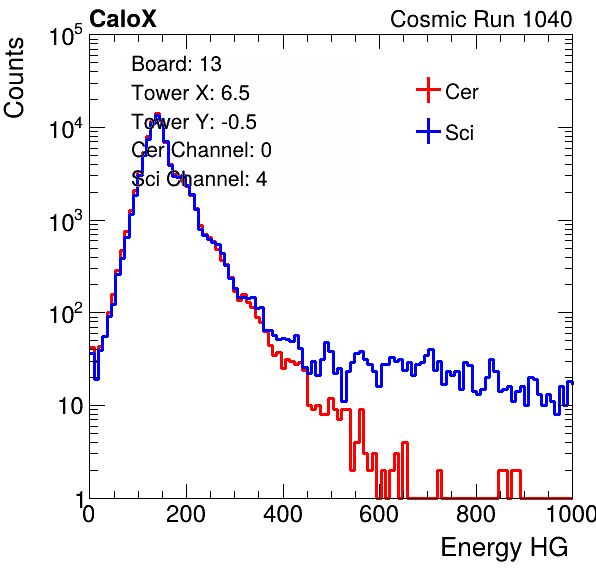 CaloX Cosmic Run 1040
Counts
10^5
10^4
10^3
10^2
10
1
Board: 13
Tower X: 6.5
Tower Y: -0.5
Cer Channel: 0
Sci Channel: 4
Cer
Sci
0 200 400 600 800 1000
Energy HG